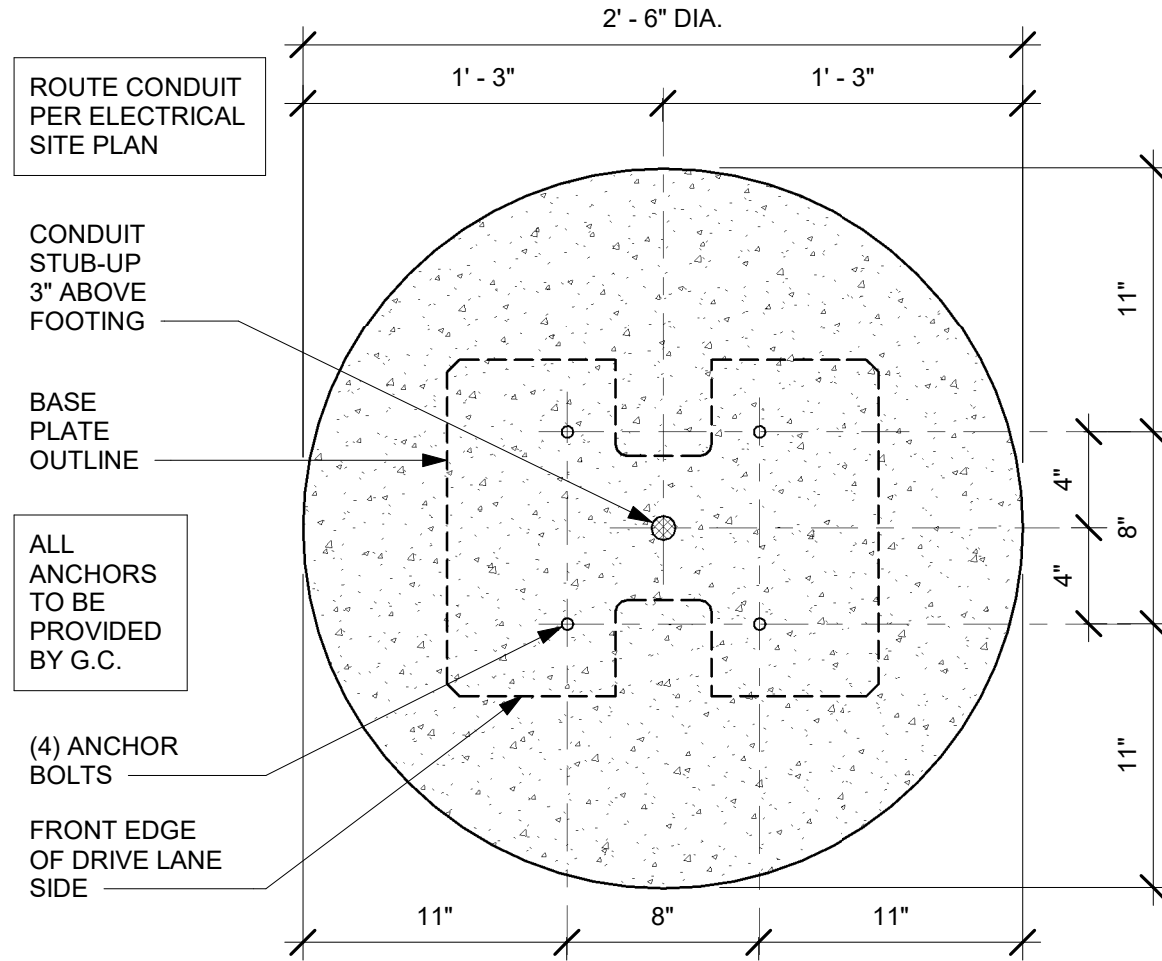 2' - 6" DIA.
1' - 3"
1' - 3"
ROUTE CONDUIT
PER ELECTRICAL
SITE PLAN
CONDUIT
STUB-UP
3" ABOVE
FOOTING
BASE
PLATE
OUTLINE
ALL
ANCHORS
TO BE
PROVIDED
BY G.C.
(4) ANCHOR
BOLTS
FRONT EDGE
OF DRIVE LANE
SIDE
11"
4"
8"
4"
11"
11"
8"
11"